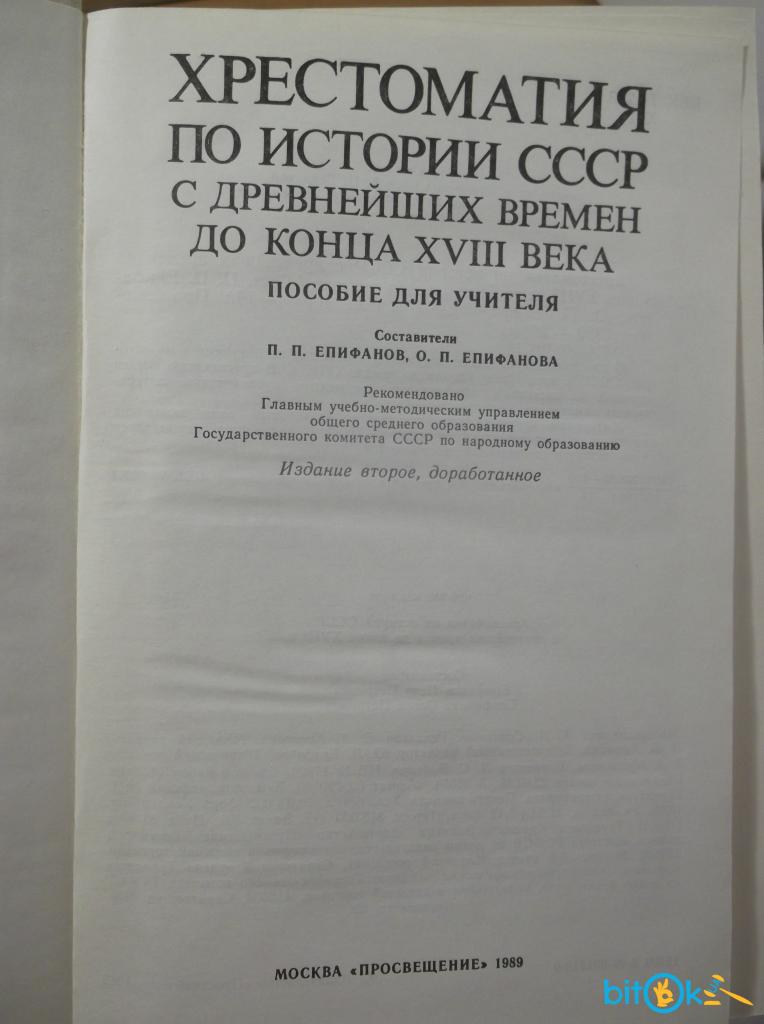 ХРЕСТОМАТИЯ
ПО ИСТОРИИ СССР
С ДРЕВНЕЙШИХ ВРЕМЕН
ДО КОНЦА XVIII ВЕКА
ПОСОБИЕ ДЛЯ УЧИТЕЛЯ
Составители
П. П. ЕПИФАНОВ, О. П. ЕПИФАНОВА
Рекомендовано
Главным учебно-методическим управлением
общего среднего образования
Государственного комитета СССР по народному образованию
Издание второе, доработанное
МОСКВА «ПРОСВЕЩЕНИЕ» 1989
bitOk